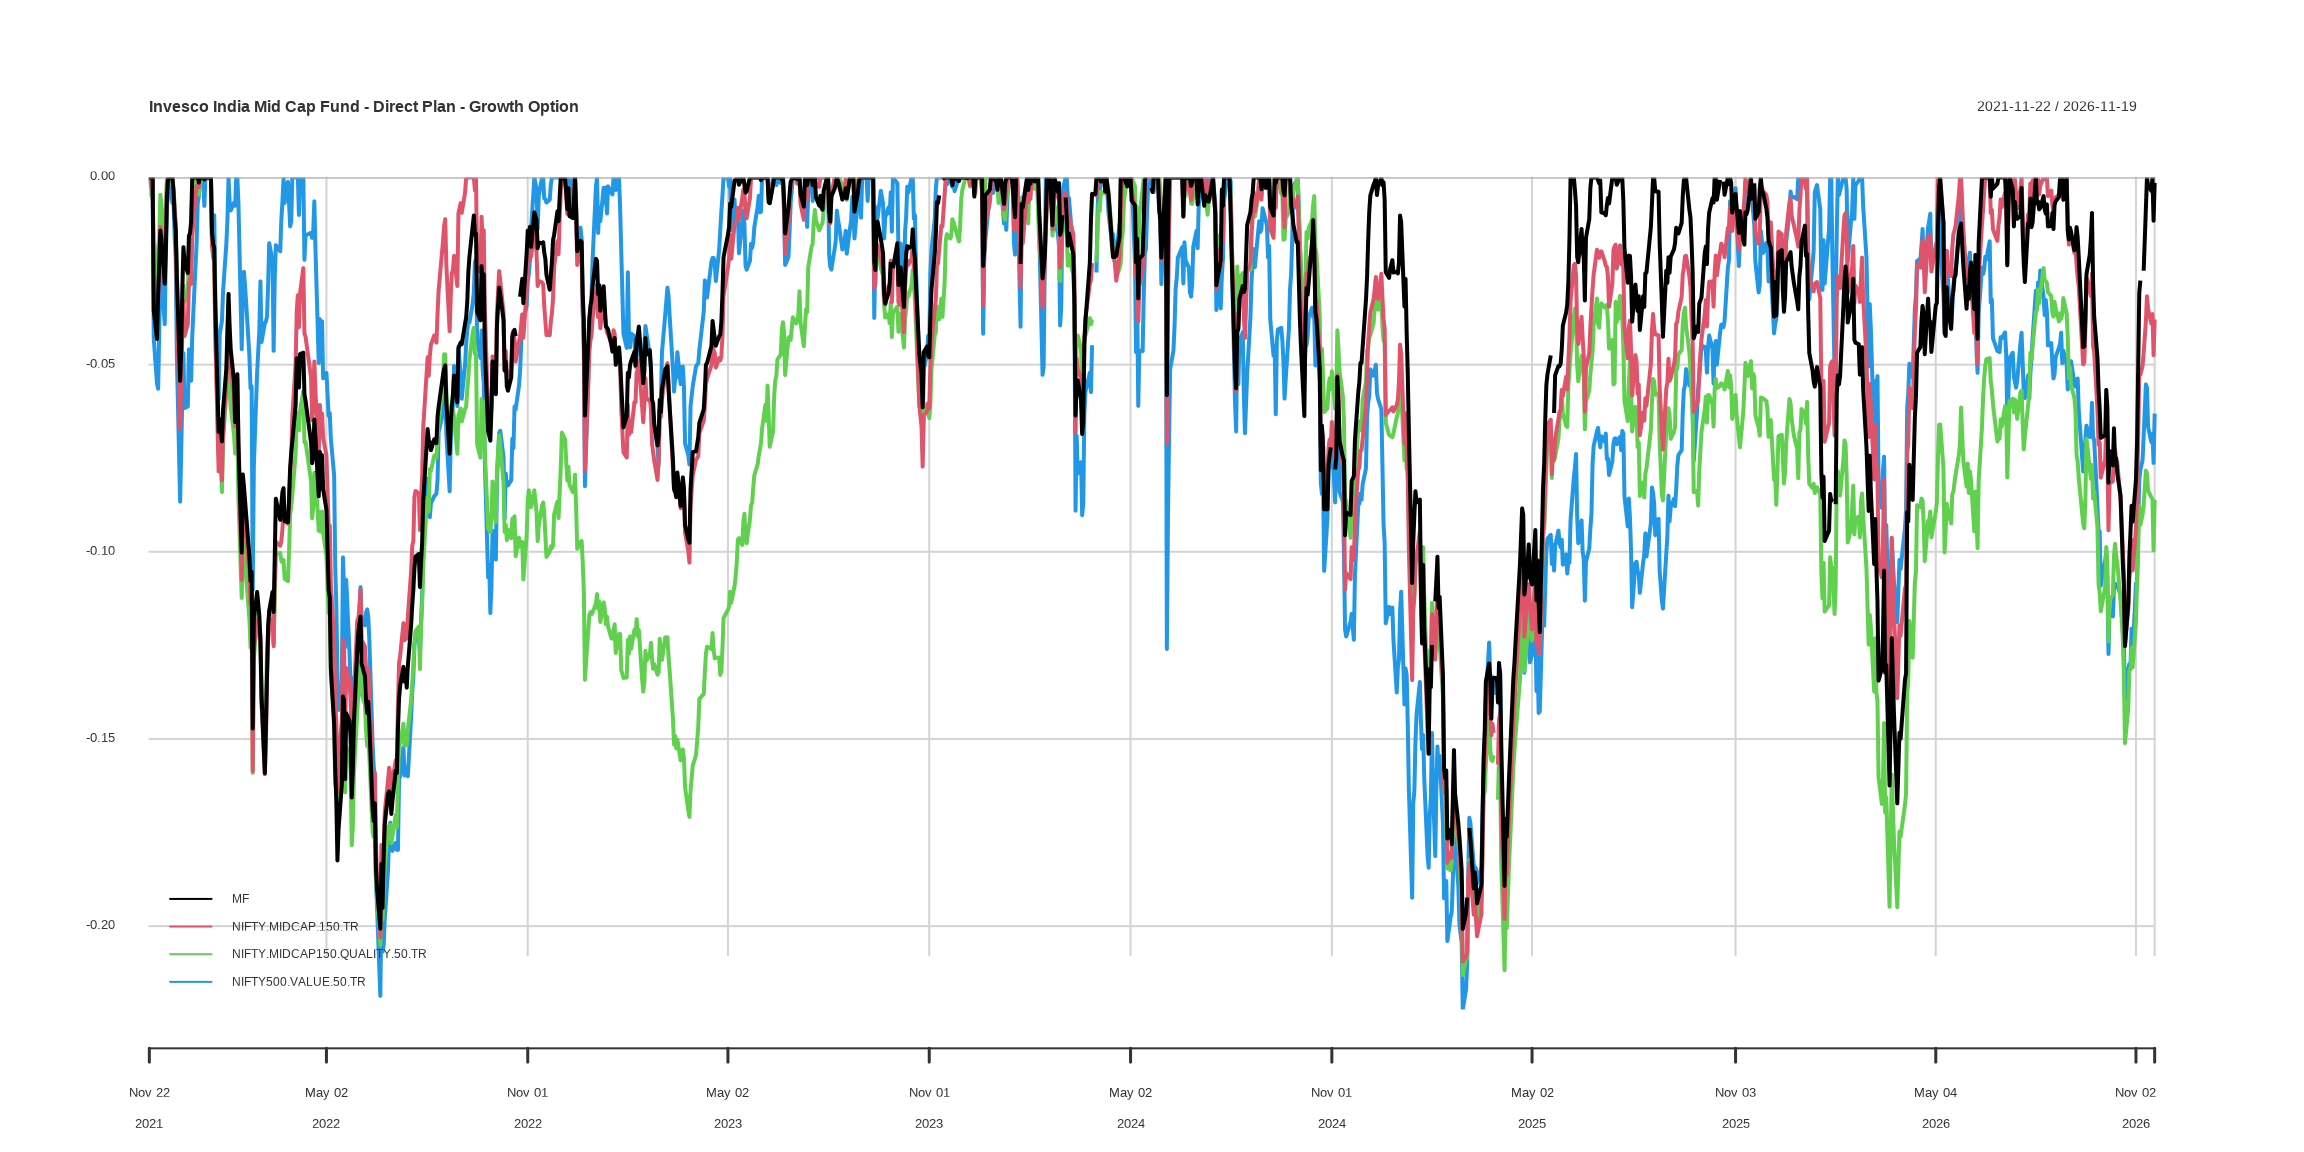 Invesco India Mid Cap Fund - Direct Plan - Growth Option
2021-11-22 / 2026-11-19
0.00
-0.05
-0.10
-0.15
-0.20
MF
NIFTY.MIDCAP.150.TR
NIFTY.MIDCAP150.QUALITY.50.TR
NIFTY500.VALUE.50.TR
Nov 22 May 02 Nov 01 May 02 Nov 01 May 02 Nov 01 May 02 Nov 03 May 04 Nov 02
2021 2022 2022 2023 2023 2024 2024 2025 2025 2026 2026